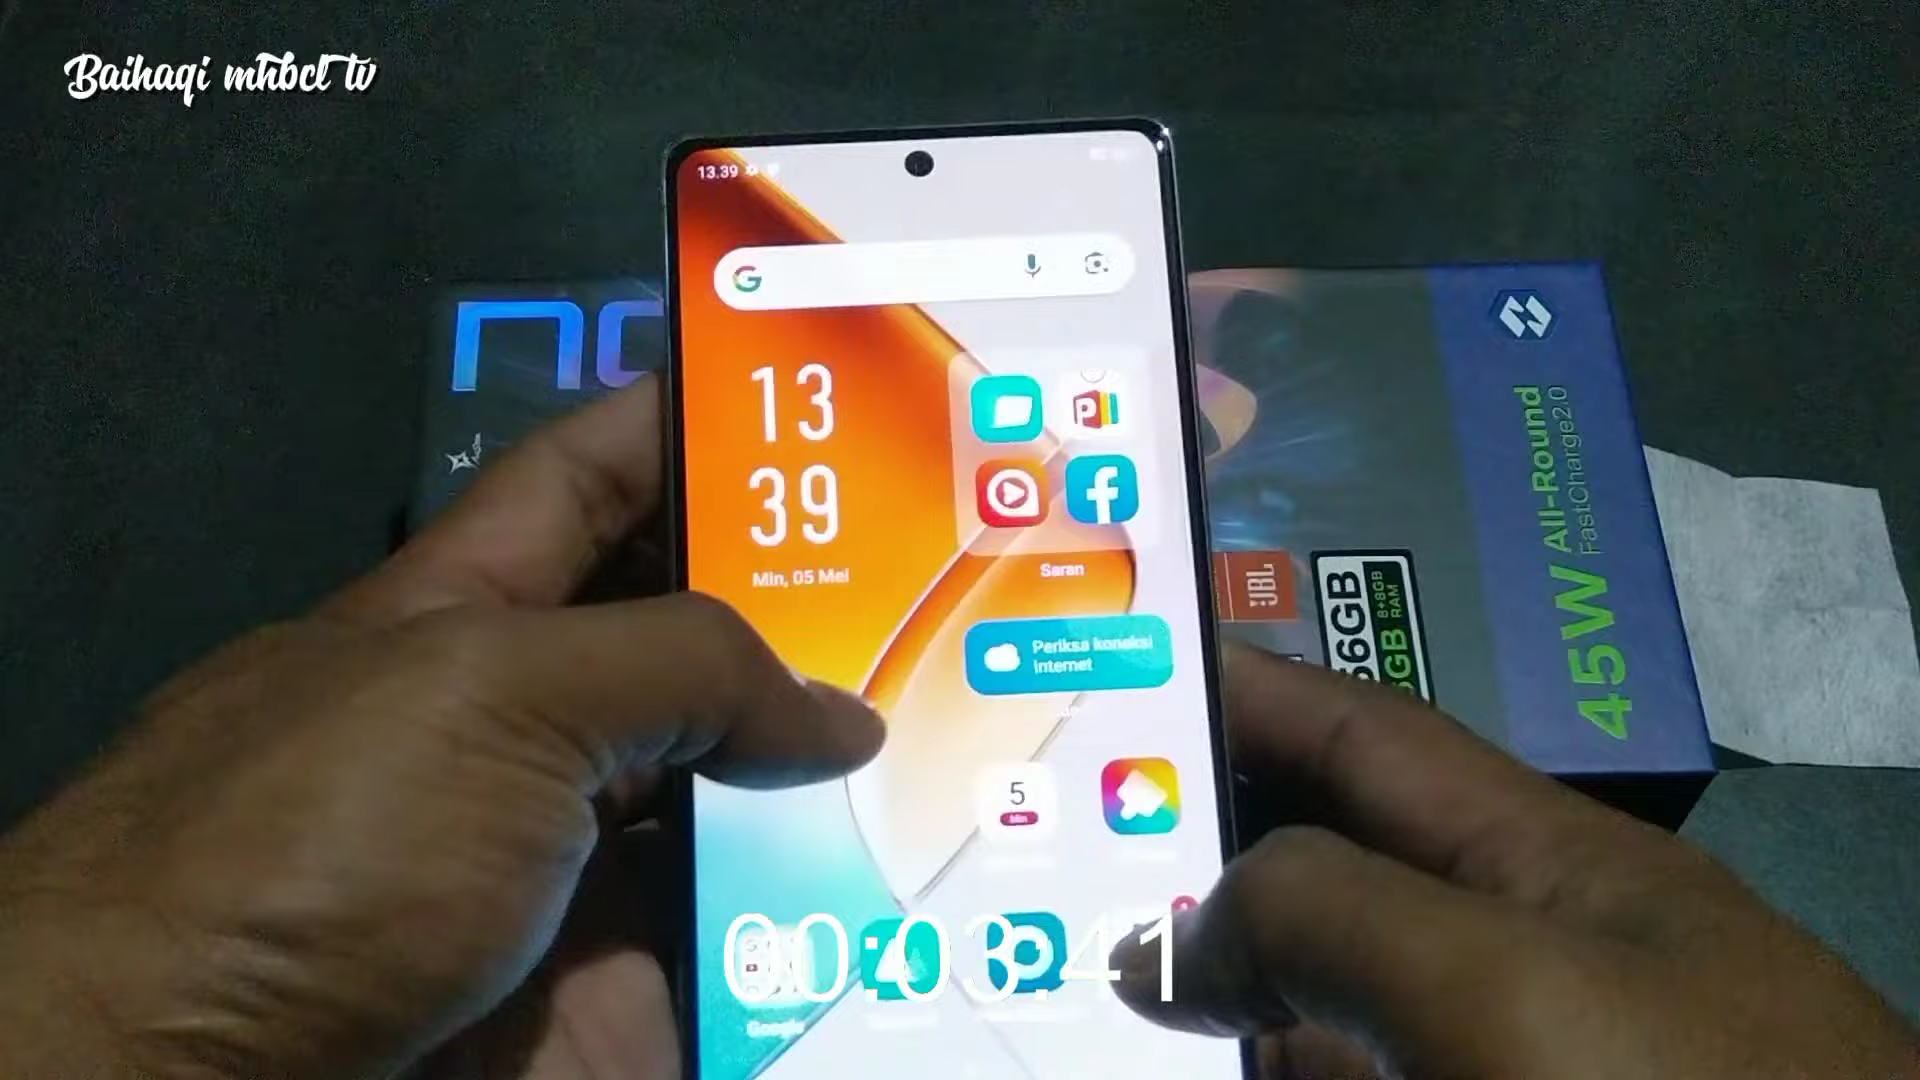 Baihaqi mhbcl tv
13.39
13
39
Min, 05 Mei
Saran
Periksa koneksi
Internet
5
Min
Google
00:03:41
JBL
8+8GB
RAM
45W All-Round
FastCharge2.0